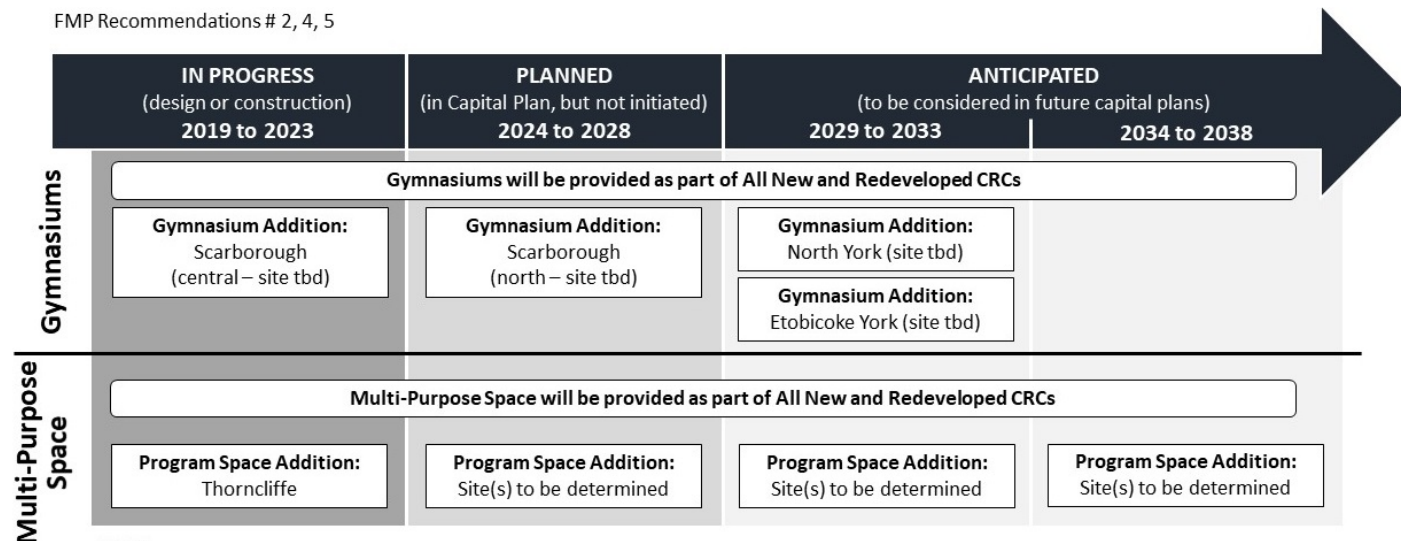 FMP Recommendations # 2, 4, 5
IN PROGRESS
(design or construction)
2019 to 2023
PLANNED
(in Capital Plan, but not initiated)
2024 to 2028
ANTICIPATED
(to be considered in future capital plans)
2029 to 2033
2034 to 2038
Gymnasiums
Gymnasiums will be provided as part of All New and Redeveloped CRCs
Gymnasium Addition:
Scarborough
(central – site tbd)
Gymnasium Addition:
Scarborough
(north – site tbd)
Gymnasium Addition:
North York (site tbd)
Gymnasium Addition:
Etobicoke York (site tbd)
Multi-Purpose
Space
Multi-Purpose Space will be provided as part of All New and Redeveloped CRCs
Program Space Addition:
Thorncliffe
Program Space Addition:
Site(s) to be determined
Program Space Addition:
Site(s) to be determined
Program Space Addition:
Site(s) to be determined